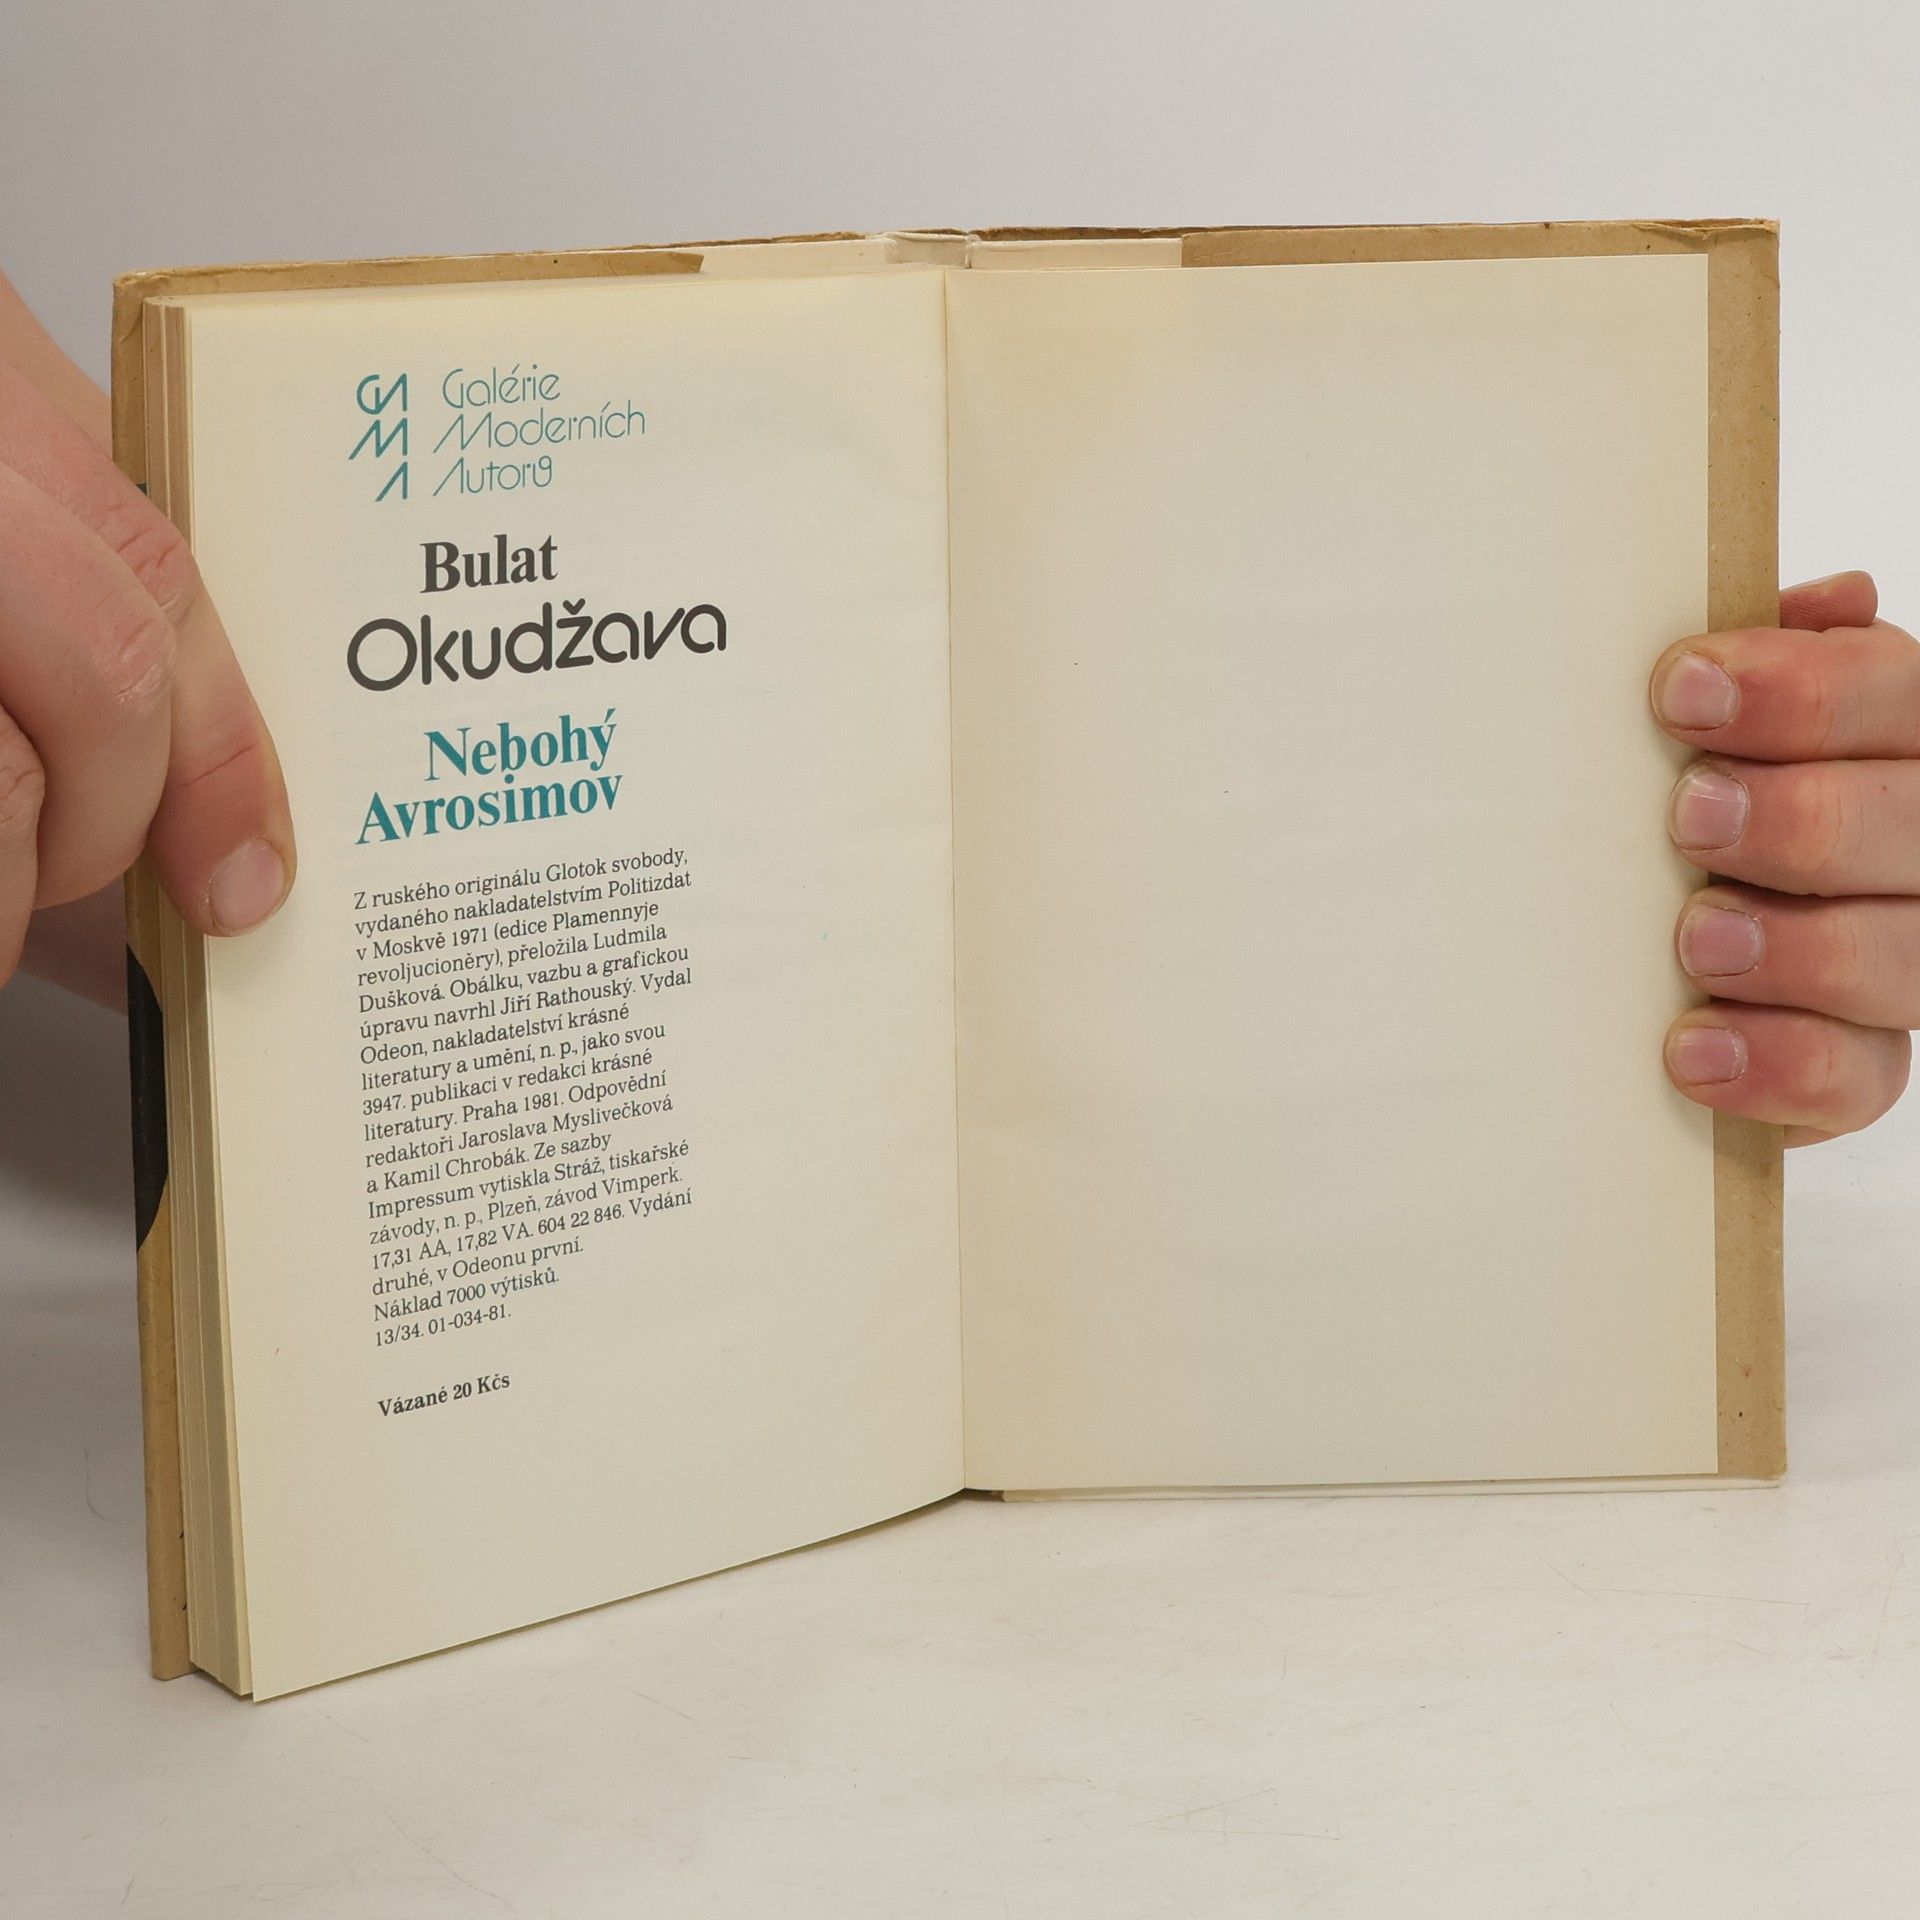 GM Galérie
M Moderních
A Autorů
Bulat
Okudžava
Nebohý
Avrosimov
Z ruského originálu Glotok svobody,
vydaného nakladatelstvím Politizdat
v Moskvě 1971 (edice Plamennyje
revoljucioněry), přeložila Ludmila
Dušková. Obálku, vazbu a grafickou
úpravu navrhl Jiří Rathouský. Vydal
Odeon, nakladatelství krásné
literatury a umění, n. p., jako svou
3947. publikaci v redakci krásné
literatury. Praha 1981. Odpovědní
redaktoři Jaroslava Myslivečková
a Kamil Chrobák. Ze sazby
Impressum vytiskla Stráž, tiskařské
závody, n. p., Plzeň, závod Vimperk.
17,31 AA, 17,82 VA. 604 22 846. Vydání
druhé, v Odeonu první.
Náklad 7000 výtisků.
13/34. 01-034-81.
Vázané 20 Kčs